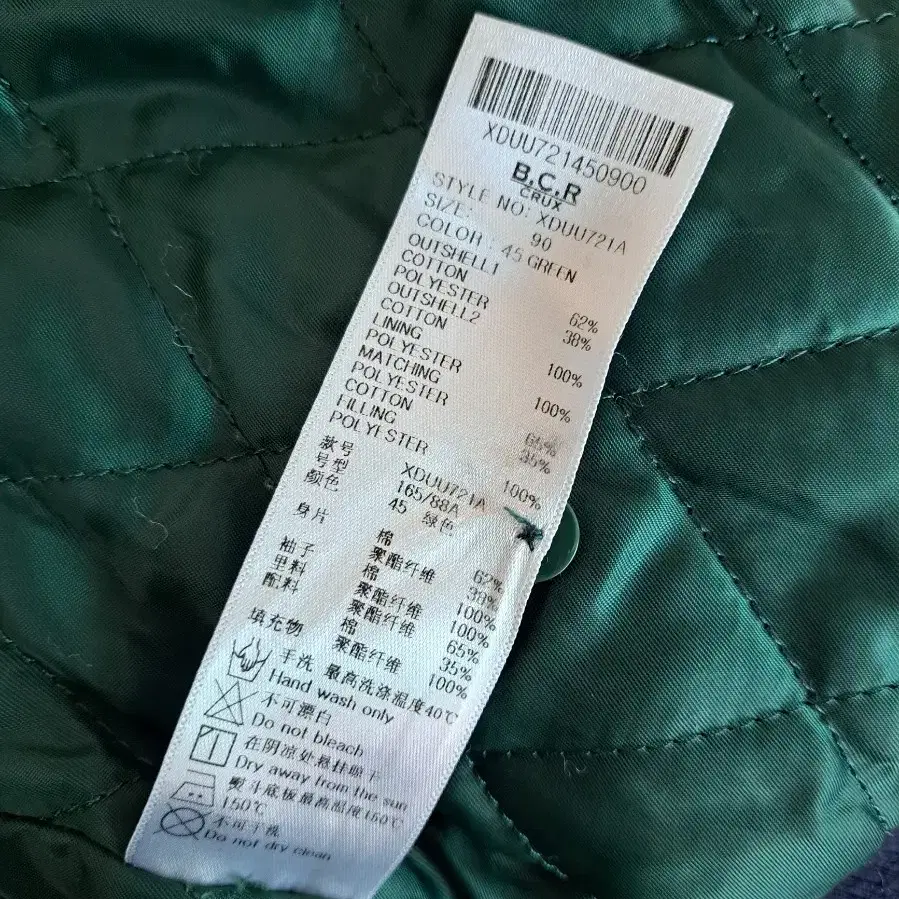 XDUU721450900
B.C.R
CRUX
STYLE NO: XDUU721A
SIZE: 90
COLOR : 45 GREEN
OUTSHELL1
COTTON 62%
POLYESTER 38%
OUTSHELL2
COTTON 100%
LINING
POLYESTER 100%
MATCHING
POLYESTER 65%
COTTON 35%
FILLING
POLYESTER 100%
款号 XDUU721A
号型 165/88A
颜色 45 绿色
身片 棉 62%
聚酯纤维 38%
袖子 棉 100%
里料 聚酯纤维 100%
配料 聚酯纤维 65%
棉 35%
填充物 聚酯纤维 100%
手洗 最高洗涤温度40℃
Hand wash only
不可漂白
Do not bleach
在阴凉处悬挂晾干
Dry away from the sun
熨斗底板最高温度150℃
150℃
不可干洗
Do not dry clean